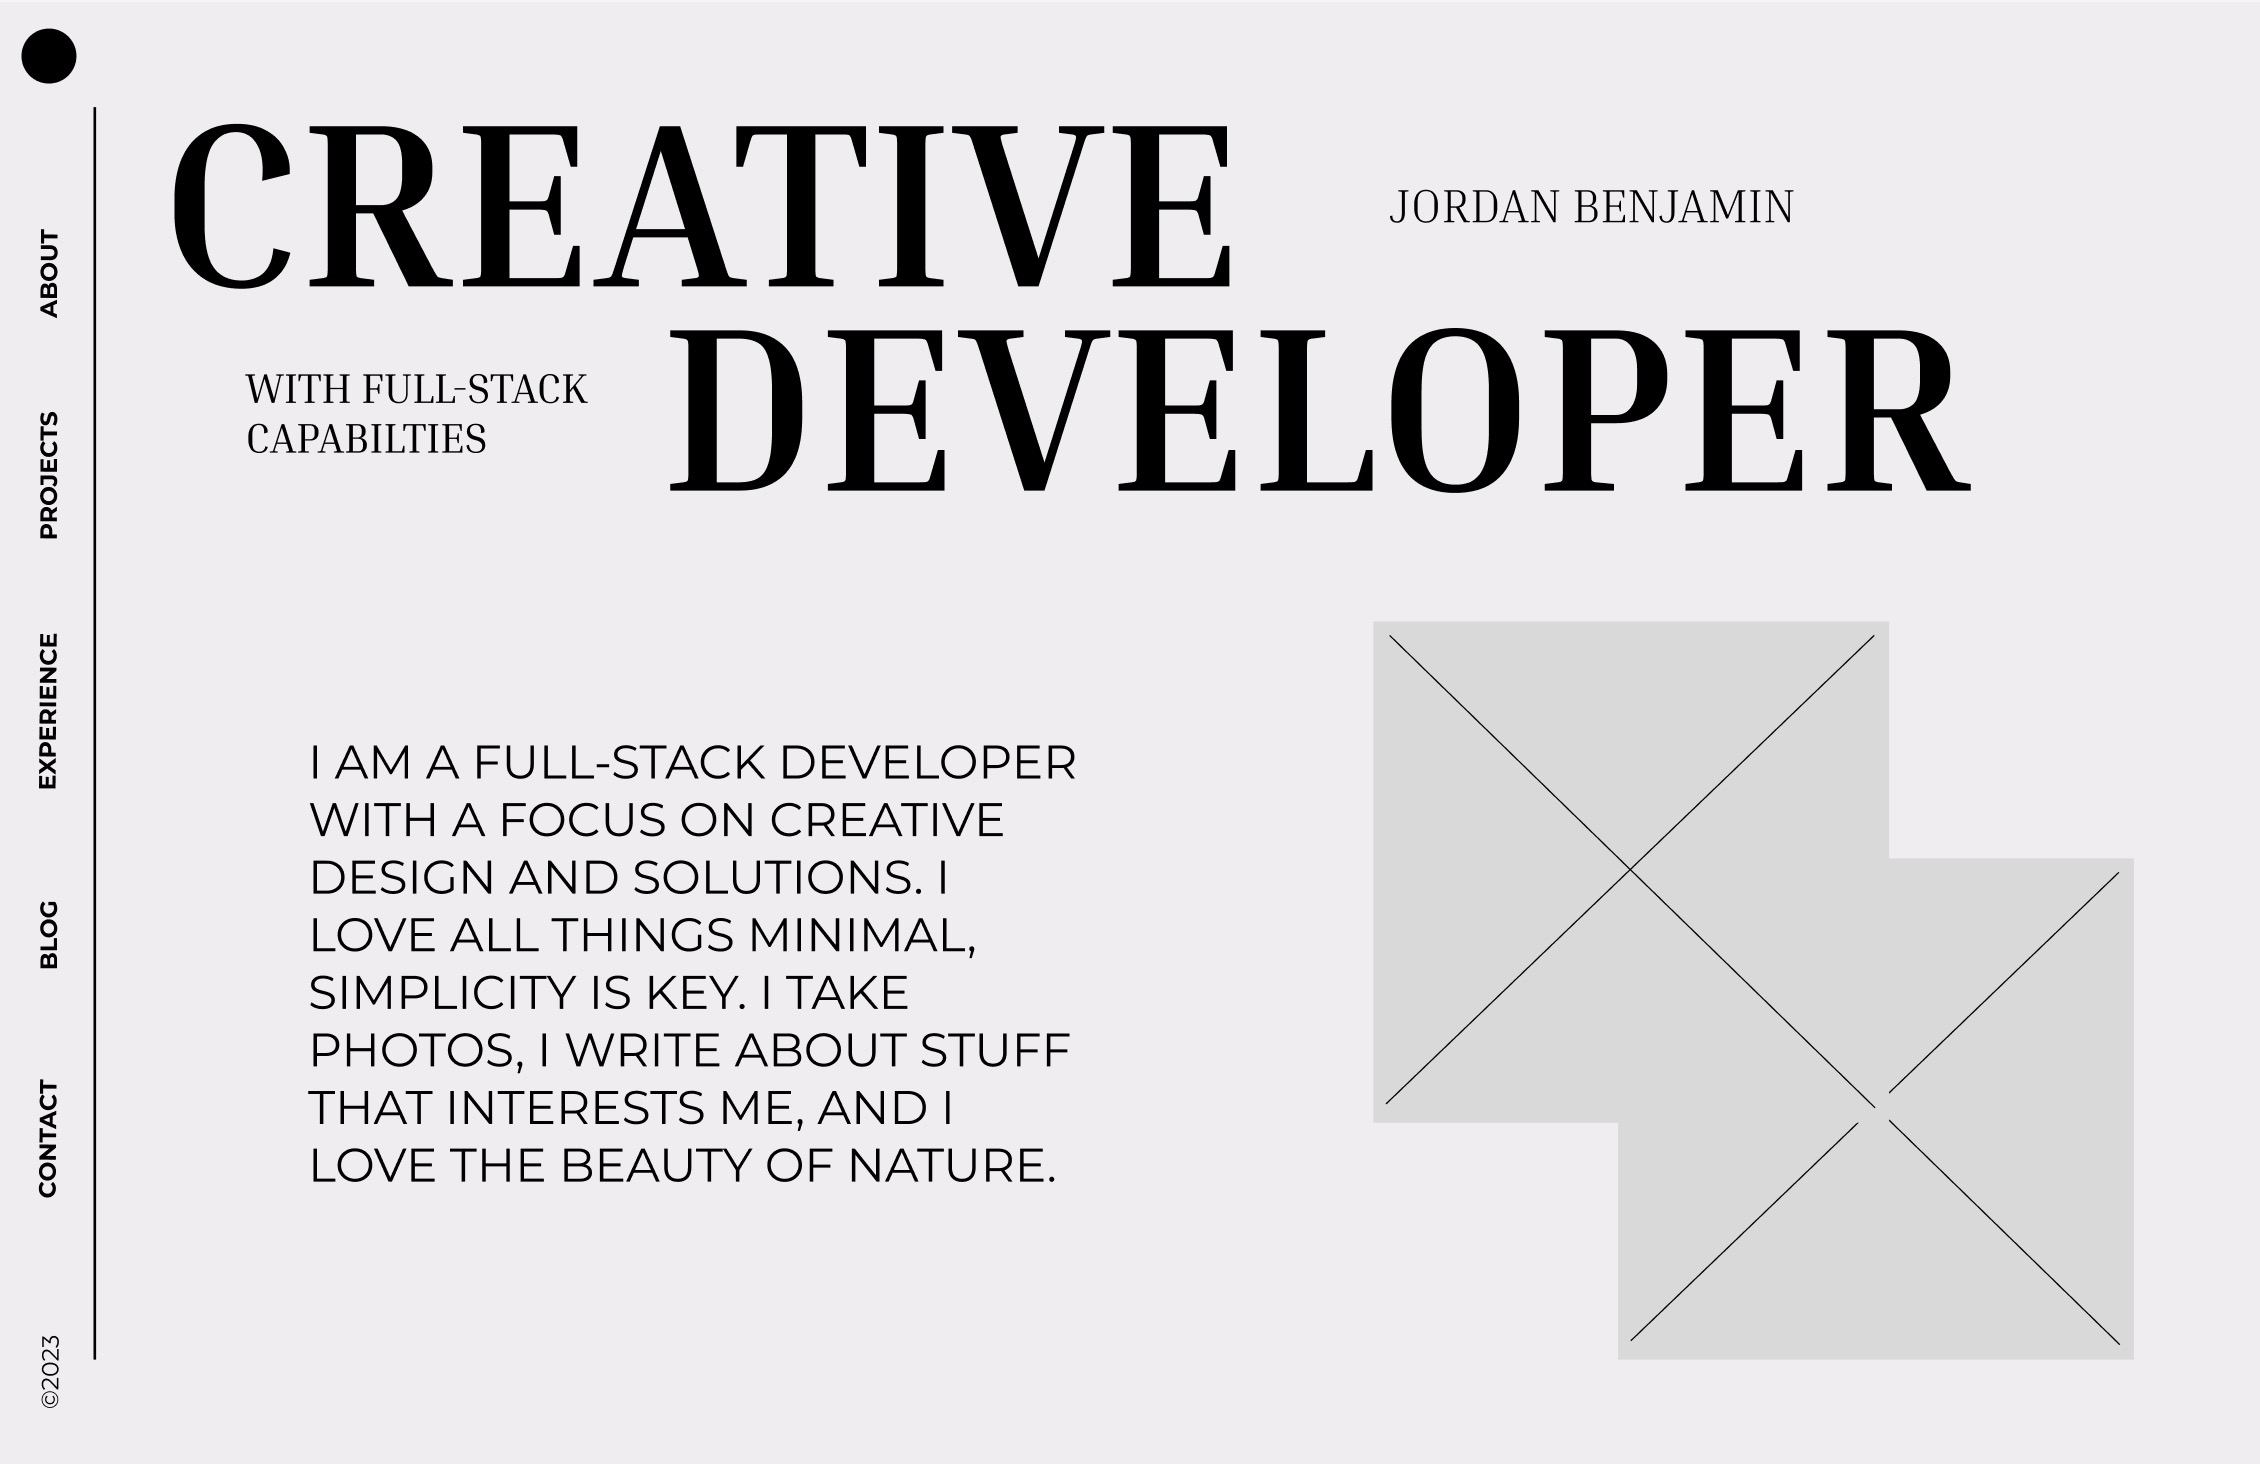 CREATIVE
JORDAN BENJAMIN
WITH FULL-STACK
CAPABILTIES
DEVELOPER
I AM A FULL-STACK DEVELOPER
WITH A FOCUS ON CREATIVE
DESIGN AND SOLUTIONS. I
LOVE ALL THINGS MINIMAL,
SIMPLICITY IS KEY. I TAKE
PHOTOS, I WRITE ABOUT STUFF
THAT INTERESTS ME, AND I
LOVE THE BEAUTY OF NATURE.
ABOUT
PROJECTS
EXPERIENCE
BLOG
CONTACT
©2023